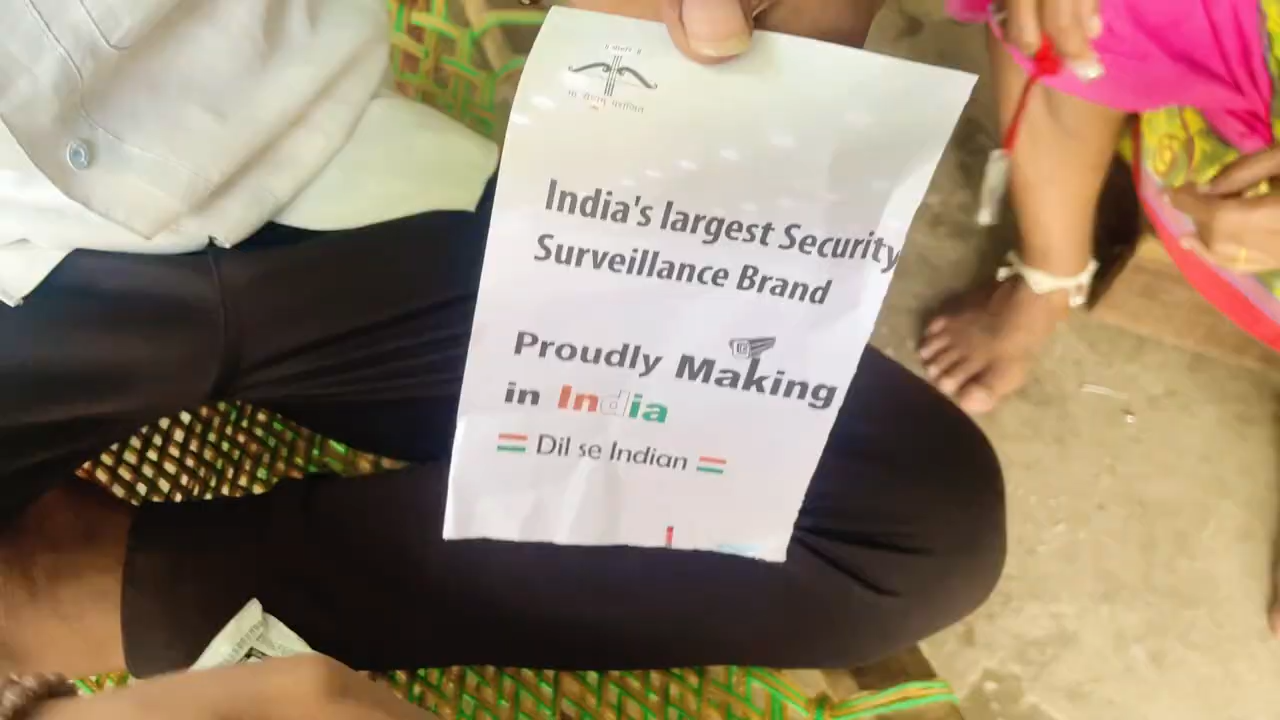 India's largest Security
Surveillance Brand
Proudly Making
in India
Dil se Indian